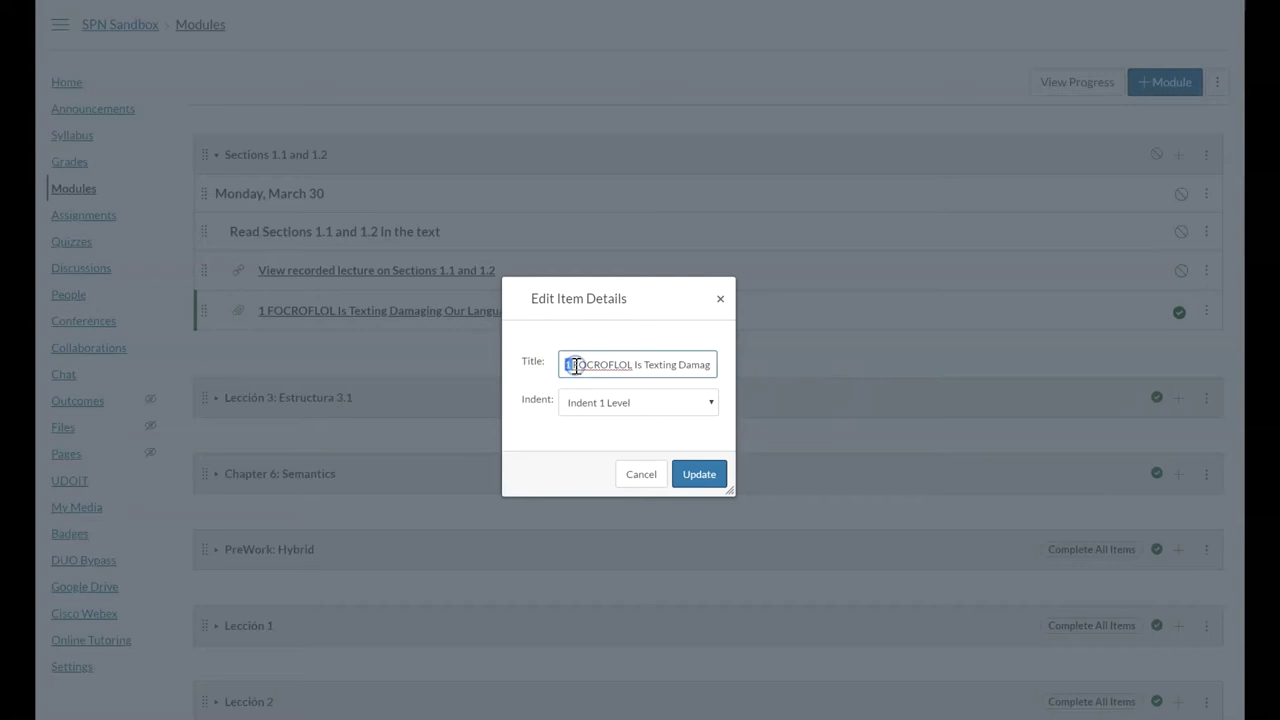 SPN Sandbox › Modules
View Progress
+ Module
Home
Announcements
Syllabus
Grades
Modules
Assignments
Quizzes
Discussions
People
Conferences
Collaborations
Chat
Outcomes
Files
Pages
UDOIT
My Media
Badges
DUO Bypass
Google Drive
Cisco Webex
Online Tutoring
Settings
Sections 1.1 and 1.2
Monday, March 30
Read Sections 1.1 and 1.2 in the text
View recorded lecture on Sections 1.1 and 1.2
1 FOCROFLOL Is Texting Damaging Our Langu
Lección 3: Estructura 3.1
Chapter 6: Semantics
PreWork: Hybrid
Complete All Items
Lección 1
Complete All Items
Lección 2
Complete All Items
Edit Item Details
×
Title:
1 FOCROFLOL Is Texting Damag
Indent:
Indent 1 Level
Cancel
Update